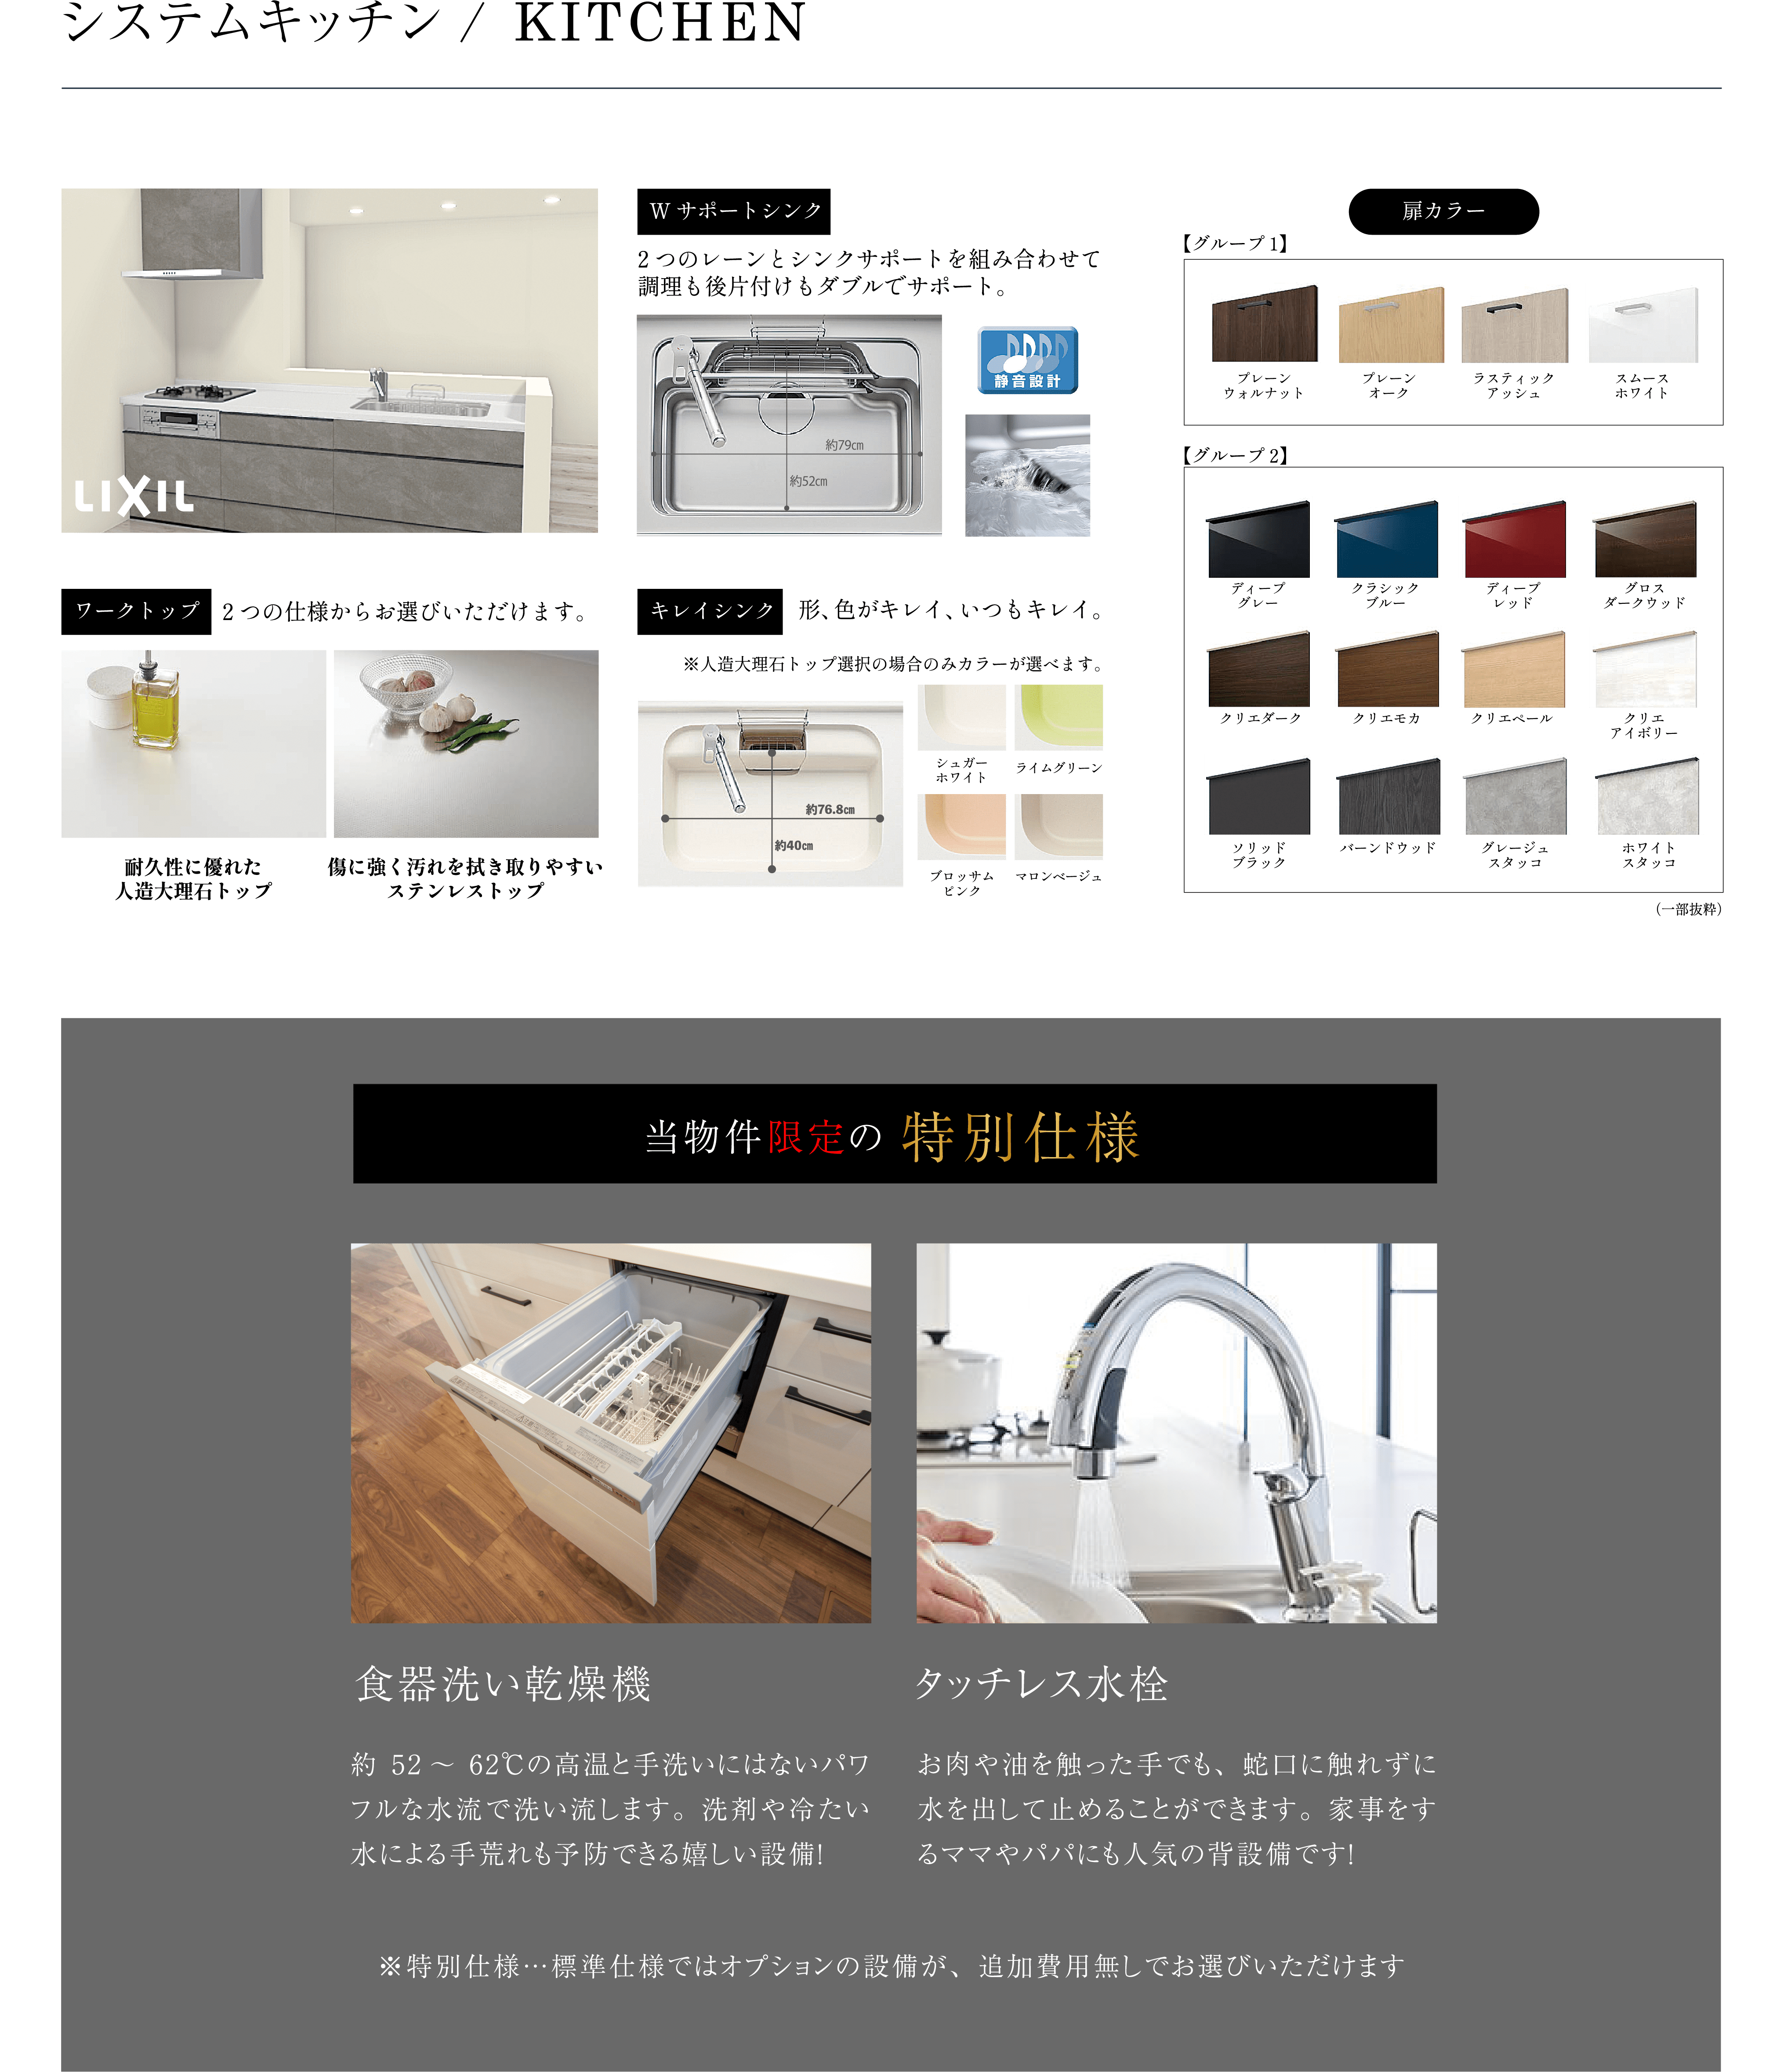 システムキッチン / KITCHEN
LIXIL
W サポートシンク
2 つのレーンとシンクサポートを組み合わせて
調理も後片付けもダブルでサポート。
約79cm
約52cm
静音設計
ワークトップ
2 つの仕様からお選びいただけます。
耐久性に優れた
人造大理石トップ
傷に強く汚れを拭き取りやすい
ステンレストップ
キレイシンク
形、色がキレイ、いつもキレイ。
※人造大理石トップ選択の場合のみカラーが選べます。
約76.8cm
約40cm
シュガー
ホワイト
ライムグリーン
ブロッサム
ピンク
マロンベージュ
扉カラー
【グループ 1】
プレーン
ウォルナット
プレーン
オーク
ラスティック
アッシュ
スムース
ホワイト
【グループ 2】
ディープ
グレー
クラシック
ブルー
ディープ
レッド
グロス
ダークウッド
クリエダーク
クリエモカ
クリエペール
クリエ
アイボリー
ソリッド
ブラック
バーンドウッド
グレージュ
スタッコ
ホワイト
スタッコ
（一部抜粋）
当物件限定の 特別仕様
食器洗い乾燥機
約 52 〜 62℃の高温と手洗いにはないパワ
フルな水流で洗い流します。洗剤や冷たい
水による手荒れも予防できる嬉しい設備!
タッチレス水栓
お肉や油を触った手でも、蛇口に触れずに
水を出して止めることができます。家事をす
るママやパパにも人気の背設備です!
※特別仕様…標準仕様ではオプションの設備が、追加費用無しでお選びいただけます